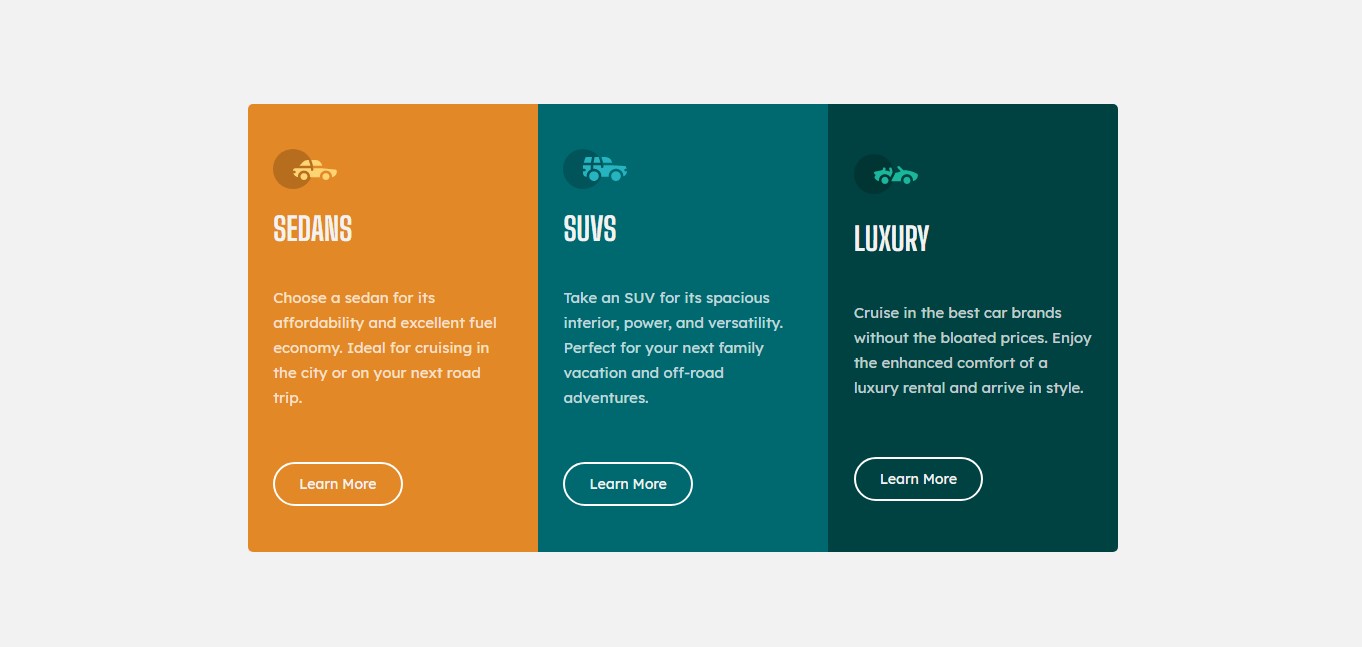 SEDANS
Choose a sedan for its
affordability and excellent fuel
economy. Ideal for cruising in
the city or on your next road
trip.
Learn More
SUVS
Take an SUV for its spacious
interior, power, and versatility.
Perfect for your next family
vacation and off-road
adventures.
Learn More
LUXURY
Cruise in the best car brands
without the bloated prices. Enjoy
the enhanced comfort of a
luxury rental and arrive in style.
Learn More